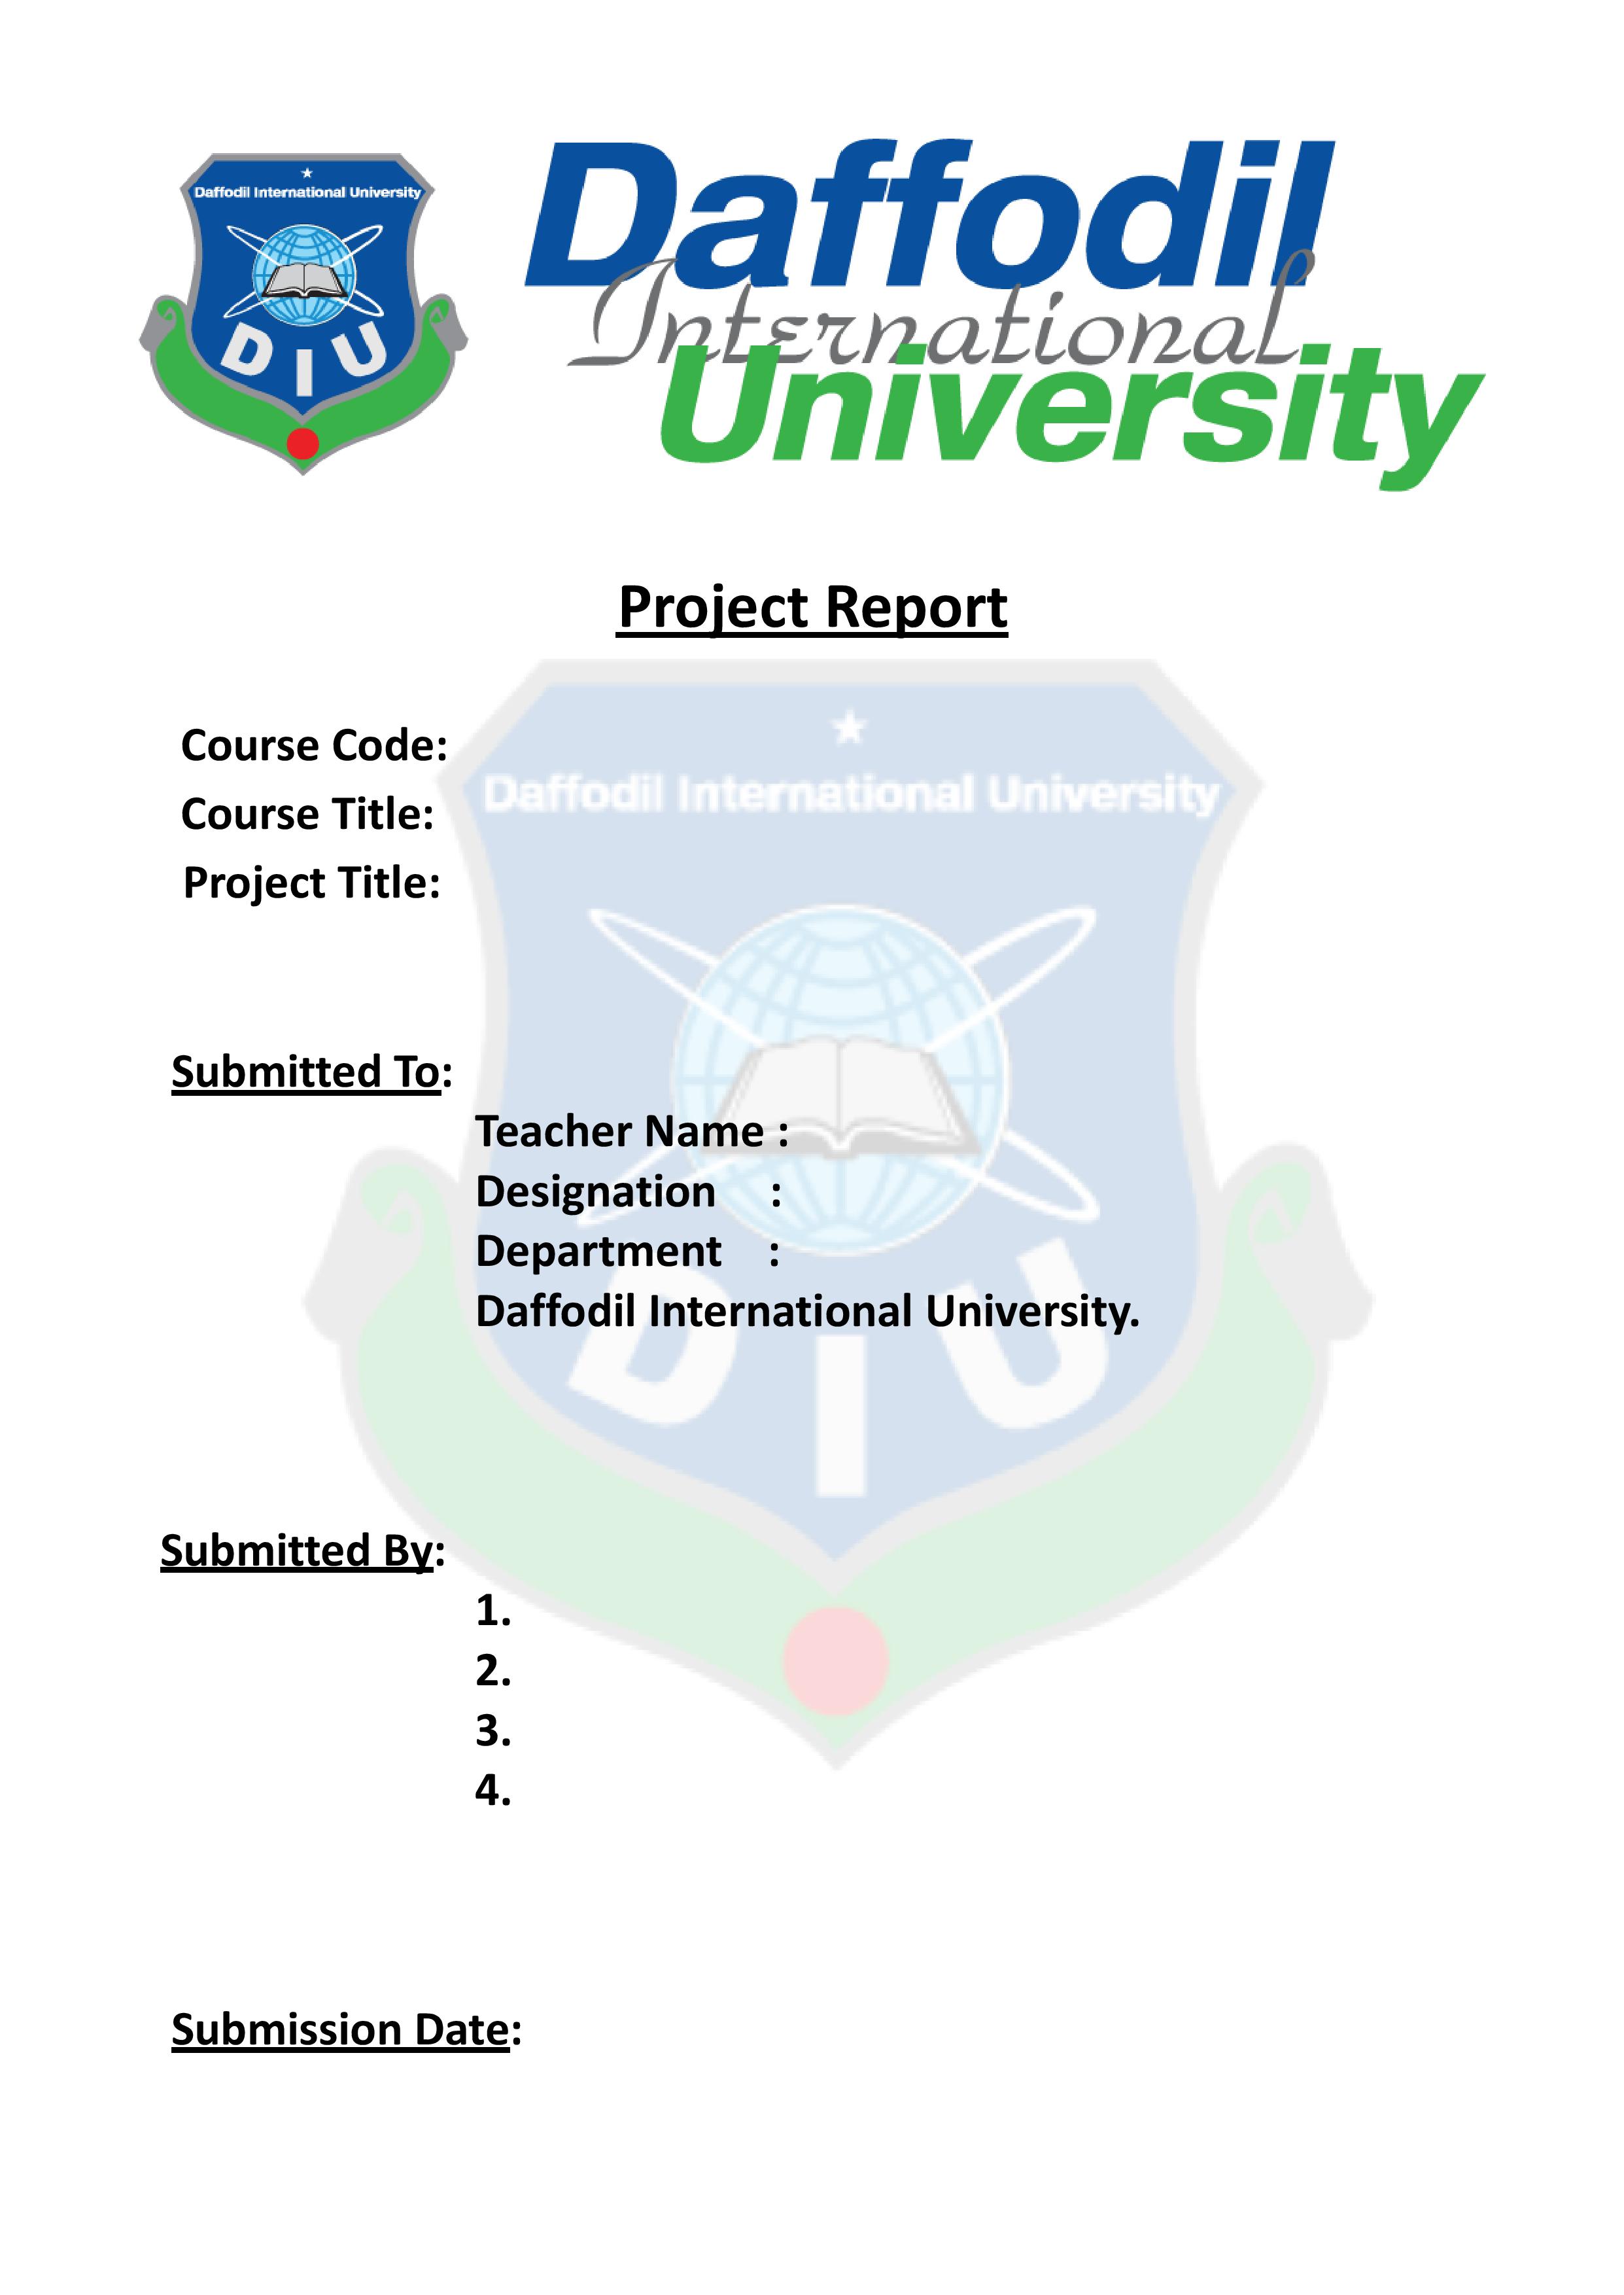 Daffodil International University
DIU
Daffodil
International
University
Project Report
Course Code:
Course Title:
Project Title:
Daffodil International University
Submitted To:
Teacher Name :
Designation :
Department :
Daffodil International University.
DIU
Submitted By:
1.
2.
3.
4.
Submission Date: